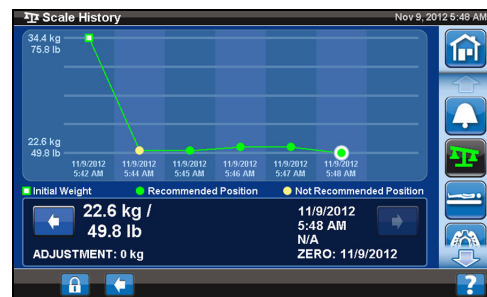 Scale History
Nov 9, 2012 5:48 AM
34.4 kg
75.8 lb
22.6 kg
49.8 lb
11/9/2012 11/9/2012 11/9/2012 11/9/2012 11/9/2012 11/9/2012
5:42 AM 5:44 AM 5:45 AM 5:46 AM 5:47 AM 5:48 AM
Initial Weight Recommended Position Not Recommended Position
22.6 kg /
49.8 lb
ADJUSTMENT: 0 kg
11/9/2012
5:48 AM
N/A
ZERO: 11/9/2012
?